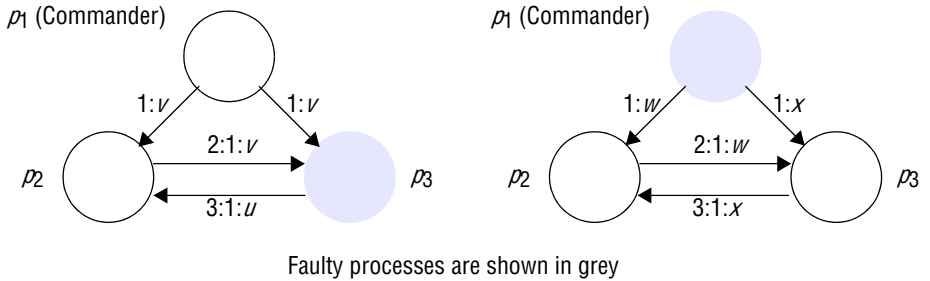 p1 (Commander)
p1 (Commander)
1:v
1:v
1:w
1:x
2:1:v
2:1:w
p2
p3
p2
p3
3:1:u
3:1:x
Faulty processes are shown in grey